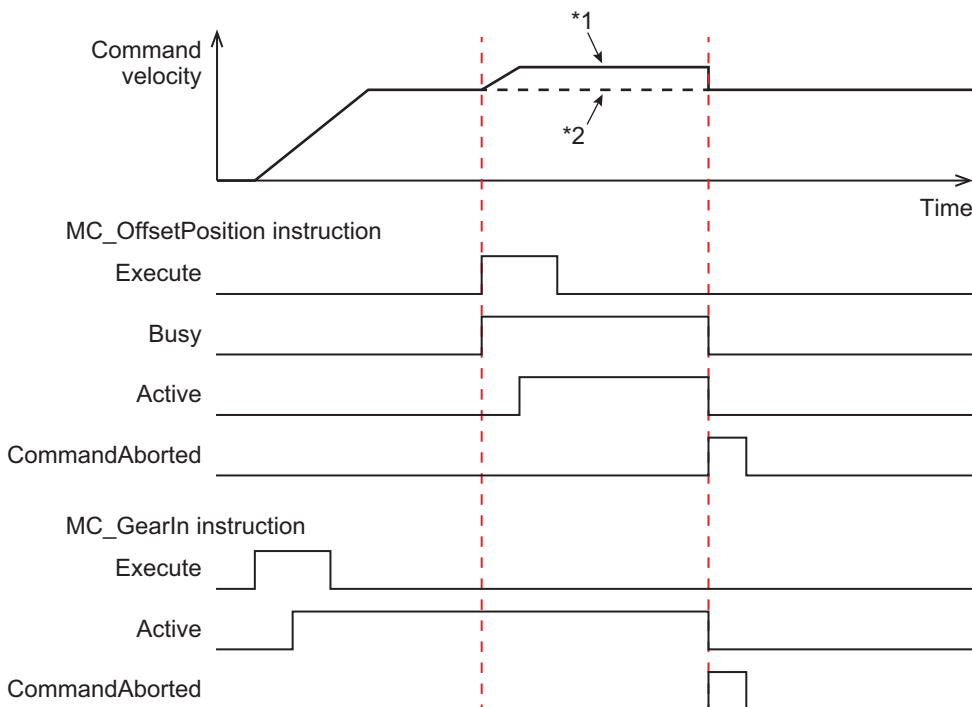 *1
Command
velocity
*2
Time
MC_OffsetPosition instruction
Execute
Busy
Active
CommandAborted
MC_GearIn instruction
Execute
Active
CommandAborted